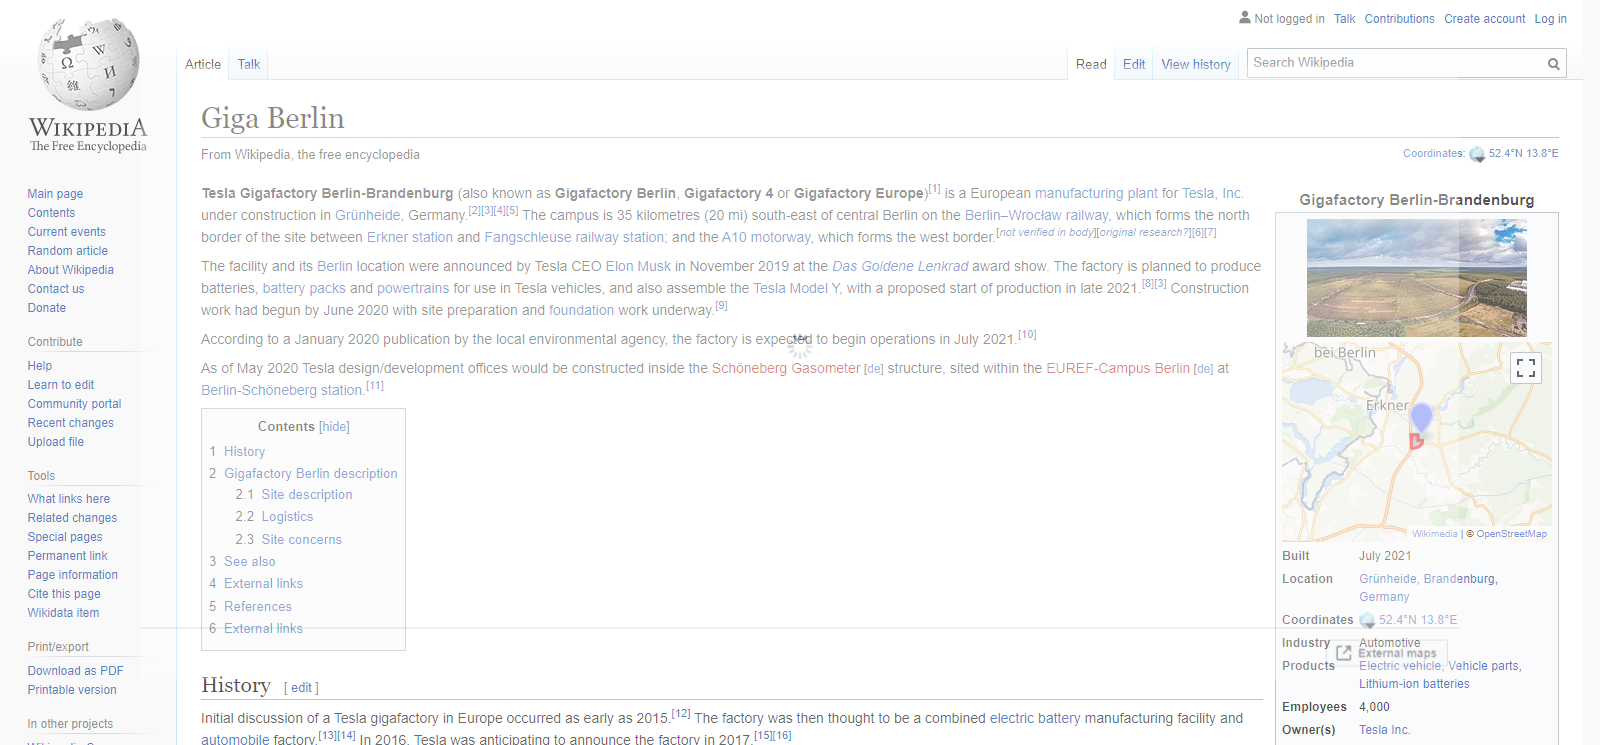 Not logged in Talk Contributions Create account Log in
Article Talk Read Edit View history Search Wikipedia
WIKIPEDIA
The Free Encyclopedia
Main page
Contents
Current events
Random article
About Wikipedia
Contact us
Donate
Contribute
Help
Learn to edit
Community portal
Recent changes
Upload file
Tools
What links here
Related changes
Special pages
Permanent link
Page information
Cite this page
Wikidata item
Print/export
Download as PDF
Printable version
In other projects
Giga Berlin
From Wikipedia, the free encyclopedia
Coordinates: 52.4°N 13.8°E
Tesla Gigafactory Berlin-Brandenburg (also known as Gigafactory Berlin, Gigafactory 4 or Gigafactory Europe)[1] is a European manufacturing plant for Tesla, Inc.
under construction in Grünheide, Germany.[2][3][4][5] The campus is 35 kilometres (20 mi) south-east of central Berlin on the Berlin–Wrocław railway, which forms the north
border of the site between Erkner station and Fangschleuse railway station; and the A10 motorway, which forms the west border.[not verified in body][original research?][6][7]
The facility and its Berlin location were announced by Tesla CEO Elon Musk in November 2019 at the Das Goldene Lenkrad award show. The factory is planned to produce
batteries, battery packs and powertrains for use in Tesla vehicles, and also assemble the Tesla Model Y, with a proposed start of production in late 2021.[8][3] Construction
work had begun by June 2020 with site preparation and foundation work underway.[9]
According to a January 2020 publication by the local environmental agency, the factory is expected to begin operations in July 2021.[10]
As of May 2020 Tesla design/development offices would be constructed inside the Schöneberg Gasometer [de] structure, sited within the EUREF-Campus Berlin [de] at
Berlin-Schöneberg station.[11]
Contents [hide]
1 History
2 Gigafactory Berlin description
2.1 Site description
2.2 Logistics
2.3 Site concerns
3 See also
4 External links
5 References
6 External links
History [ edit ]
Initial discussion of a Tesla gigafactory in Europe occurred as early as 2015.[12] The factory was then thought to be a combined electric battery manufacturing facility and
automobile factory.[13][14] In 2016, Tesla was anticipating to announce the factory in 2017.[15][16]
Gigafactory Berlin-Brandenburg
bei Berlin
Erkner
Wikimedia | © OpenStreetMap
Built July 2021
Location Grünheide, Brandenburg,
Germany
Coordinates 52.4°N 13.8°E
Industry Automotive
External maps
Products Electric vehicle, Vehicle parts,
Lithium-ion batteries
Employees 4,000
Owner(s) Tesla Inc.